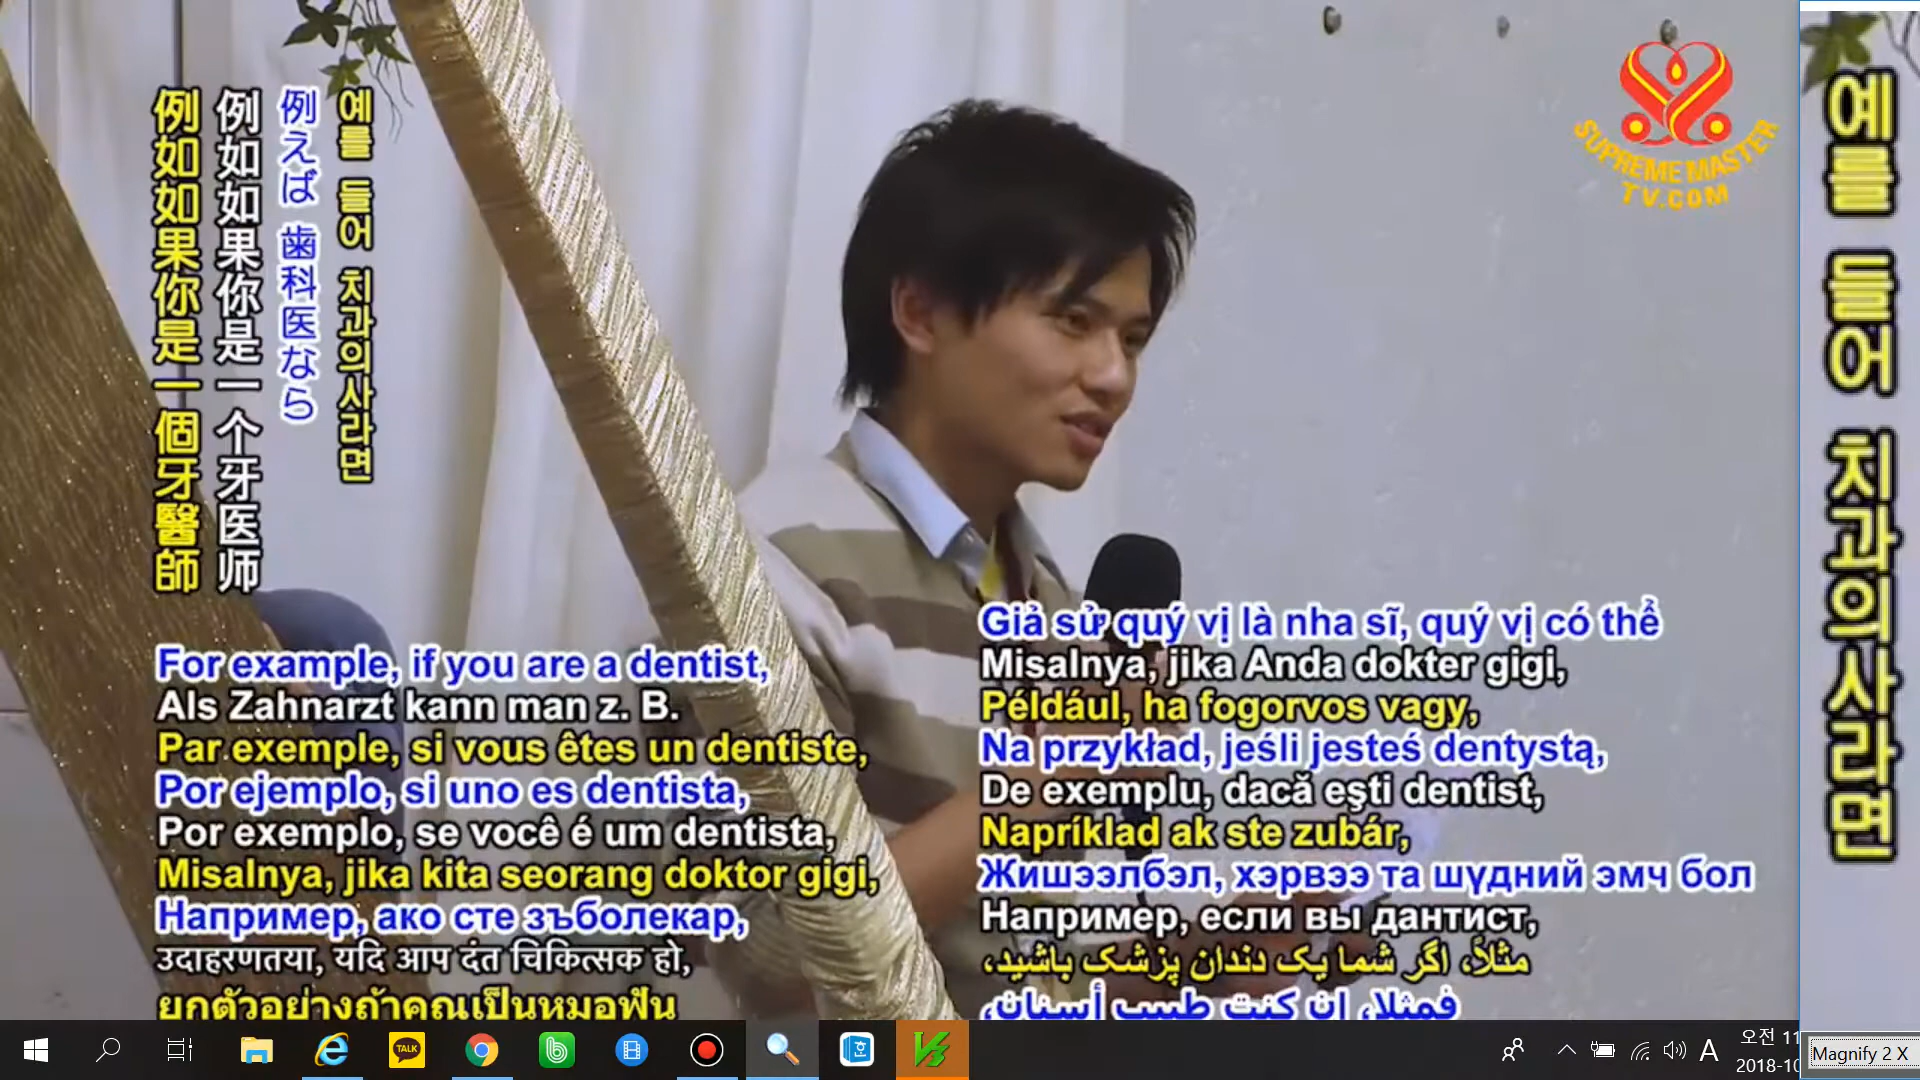 例如如果你是一個牙醫師
例如如果你是一个牙医师
例えば 歯科医なら
예를 들어 치과의사라면
SUPREME MASTER
TV.COM
For example, if you are a dentist,
Als Zahnarzt kann man z. B.
Par exemple, si vous êtes un dentiste,
Por ejemplo, si uno es dentista,
Por exemplo, se você é um dentista,
Misalnya, jika kita seorang doktor gigi,
Например, ако сте зъболекар,
उदाहरणतया, यदि आप दंत चिकित्सक हो,
ยกตัวอย่างถ้าคุณเป็นหมอฟัน
Giả sử quý vị là nha sĩ, quý vị có thể
Misalnya, jika Anda dokter gigi,
Például, ha fogorvos vagy,
Na przykład, jeśli jesteś dentystą,
De exemplu, dacă eşti dentist,
Napríklad ak ste zubár,
Жишээлбэл, хэрвээ та шүдний эмч бол
Например, если вы дантист,
مثلاً، اگر شما یک دندان پزشک باشید،
فمثلا، إن كنت طبيب أسنان،
예를 들어 치과의사라면
TALK
A
오전 11
2018-10
Magnify 2 X